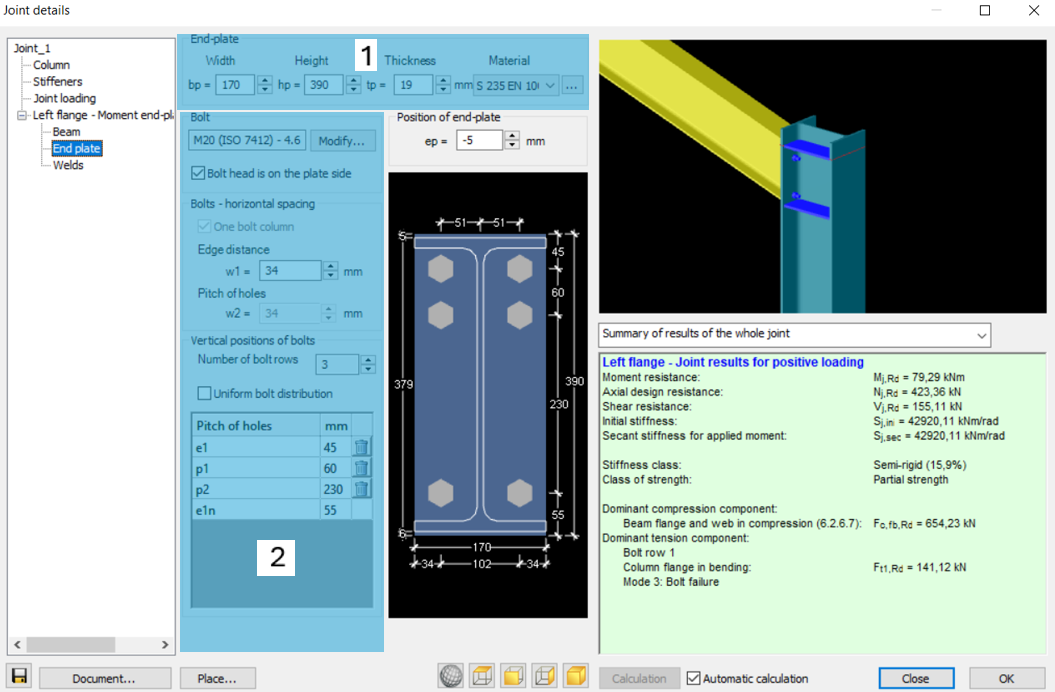 Joint details
Joint_1
Column
Stiffeners
Joint loading
Left flange - Moment end-pl
Beam
End plate
Welds
End-plate
1
Width Height Thickness Material
bp = 170 hp = 390 tp = 19 mm S 235 EN 10 ...
Bolt
M20 (ISO 7412) - 4.6 Modify...
Bolt head is on the plate side
Bolts - horizontal spacing
One bolt column
Edge distance
w1 = 34 mm
Pitch of holes
w2 = 34 mm
Vertical positions of bolts
Number of bolt rows 3
Uniform bolt distribution
Pitch of holes mm
e1 45
p1 60
p2 230
e1n 55
2
Position of end-plate
ep = -5 mm
51 51
5
45
60
379
390
230
55
6
170
34 102 34
Summary of results of the whole joint
Left flange - Joint results for positive loading
Moment resistance: Mj,Rd = 79,29 kNm
Axial design resistance: Nj,Rd = 423,36 kN
Shear resistance: Vj,Rd = 155,11 kN
Initial stiffness: Sj,ini = 42920,11 kNm/rad
Secant stiffness for applied moment: Sj,sec = 42920,11 kNm/rad
Stiffness class: Semi-rigid (15,9%)
Class of strength: Partial strength
Dominant compression component:
Beam flange and web in compression (6.2.6.7): Fc,fb,Rd = 654,23 kN
Dominant tension component:
Bolt row 1
Column flange in bending: Ft1,Rd = 141,12 kN
Mode 3: Bolt failure
Document... Place... Calculation Automatic calculation Close OK